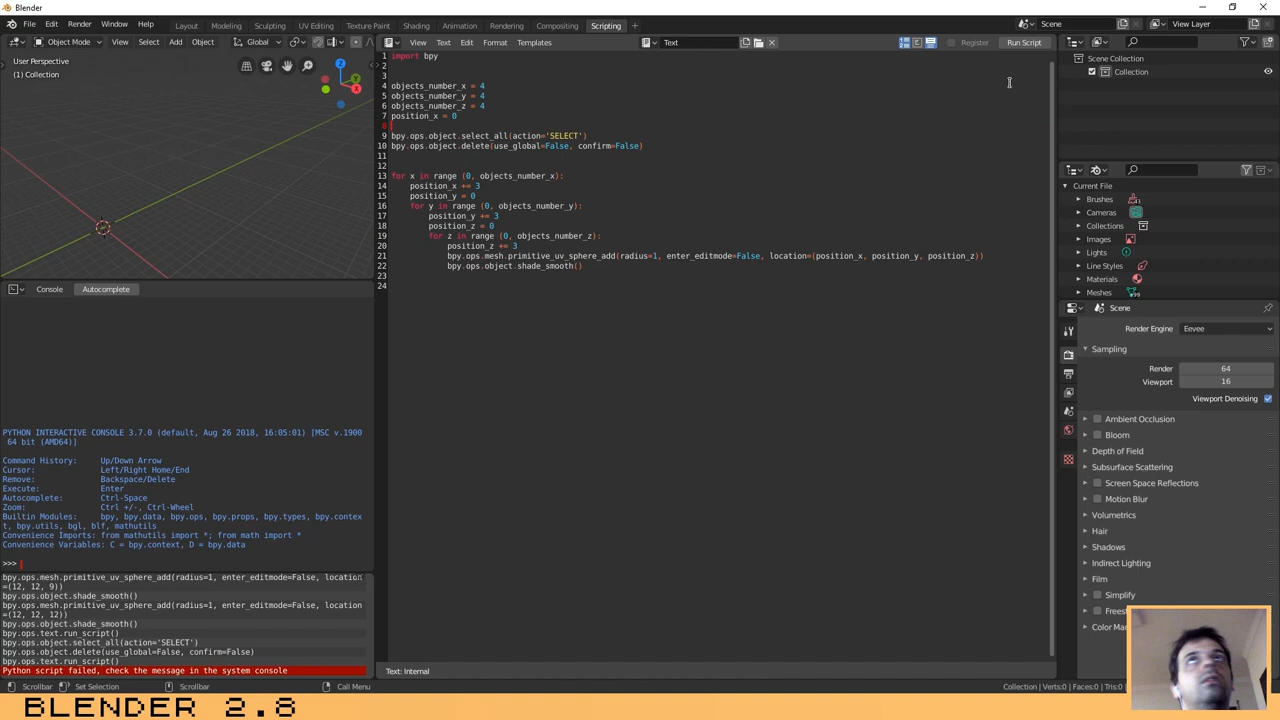 Blender
File Edit Render Window Help Layout Modeling Sculpting UV Editing Texture Paint Shading Animation Rendering Compositing Scripting + Scene View Layer
Object Mode View Select Add Object Global View Text Edit Format Templates Text Register Run Script
User Perspective
(1) Collection
Z
Y
X
1 import bpy
2
3
4 objects_number_x = 4
5 objects_number_y = 4
6 objects_number_z = 4
7 position_x = 0
8
9 bpy.ops.object.select_all(action='SELECT')
10 bpy.ops.object.delete(use_global=False, confirm=False)
11
12
13 for x in range (0, objects_number_x):
14 position_x += 3
15 position_y = 0
16 for y in range (0, objects_number_y):
17 position_y += 3
18 position_z = 0
19 for z in range (0, objects_number_z):
20 position_z += 3
21 bpy.ops.mesh.primitive_uv_sphere_add(radius=1, enter_editmode=False, location=(position_x, position_y, position_z))
22 bpy.ops.object.shade_smooth()
23
24
Console Autocomplete
PYTHON INTERACTIVE CONSOLE 3.7.0 (default, Aug 26 2018, 16:05:01) [MSC v.1900
64 bit (AMD64)]
Command History: Up/Down Arrow
Cursor: Left/Right Home/End
Remove: Backspace/Delete
Execute: Enter
Autocomplete: Ctrl-Space
Zoom: Ctrl +/-, Ctrl-Wheel
Builtin Modules: bpy, bpy.data, bpy.ops, bpy.props, bpy.types, bpy.contex
t, bpy.utils, bgl, blf, mathutils
Convenience Imports: from mathutils import *; from math import *
Convenience Variables: C = bpy.context, D = bpy.data
>>>
bpy.ops.mesh.primitive_uv_sphere_add(radius=1, enter_editmode=False, location
=(12, 12, 9))
bpy.ops.object.shade_smooth()
bpy.ops.mesh.primitive_uv_sphere_add(radius=1, enter_editmode=False, location
=(12, 12, 12))
bpy.ops.object.shade_smooth()
bpy.ops.text.run_script()
bpy.ops.object.select_all(action='SELECT')
bpy.ops.object.delete(use_global=False, confirm=False)
bpy.ops.text.run_script()
Python script failed, check the message in the system console
Text: Internal
Scene Collection
Collection
Current File
Brushes
Cameras
Collections
Images
Lights
Line Styles
Materials
Meshes 99
Scene
Render Engine Eevee
Sampling
Render 64
Viewport 16
Viewport Denoising
Ambient Occlusion
Bloom
Depth of Field
Subsurface Scattering
Screen Space Reflections
Motion Blur
Volumetrics
Hair
Shadows
Indirect Lighting
Film
Simplify
Freest
Color Ma
Scrollbar Set Selection Scrollbar Call Menu Collection | Verts:0 | Faces:0 | Tris:0
BLENDER 2.8